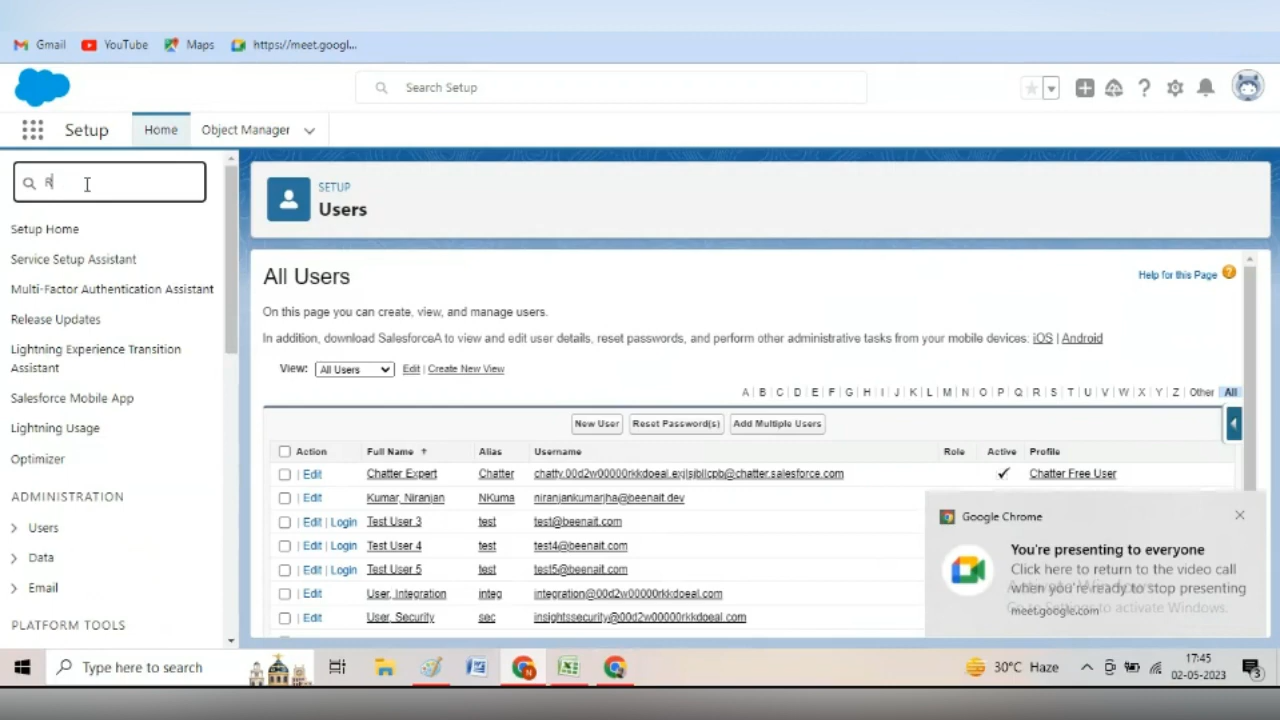 Gmail YouTube Maps https://meet.googl...
Search Setup
Setup Home Object Manager
R
Setup Home
Service Setup Assistant
Multi-Factor Authentication Assistant
Release Updates
Lightning Experience Transition
Assistant
Salesforce Mobile App
Lightning Usage
Optimizer
ADMINISTRATION
Users
Data
Email
PLATFORM TOOLS
SETUP
Users
All Users
Help for this Page ?
On this page you can create, view, and manage users.
In addition, download SalesforceA to view and edit user details, reset passwords, and perform other administrative tasks from your mobile devices: iOS | Android
View: All Users Edit | Create New View
A | B | C | D | E | F | G | H | I | J | K | L | M | N | O | P | Q | R | S | T | U | V | W | X | Y | Z | Other | All
New User Reset Password(s) Add Multiple Users
Action Full Name ↑ Alias Username Role Active Profile
| Edit Chatter Expert Chatter Chatter Free User
| Edit Kumar, Niranjan NKuma niranjankumarjha@beenait.dev
| Edit | Login Test User 3 test test@beenait.com
| Edit | Login Test User 4 test test4@beenait.com
| Edit | Login Test User 5 test test5@beenait.com
| Edit User, Integration integ integration@00d2w00000rkkdoeal.com
| Edit User, Security sec insightssecurity@00d2w00000rkkdoeal.com
Google Chrome
You're presenting to everyone
Click here to return to the video call
when you're ready to stop presenting
meet.google.com
Activate Windows
Go to Settings to activate Windows.
Type here to search
30°C Haze
17:45
02-05-2023
3